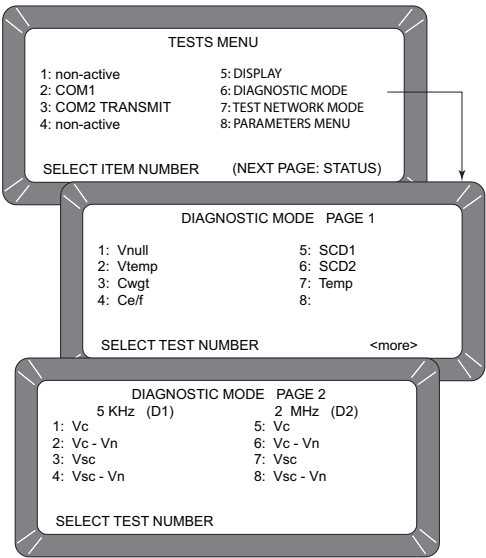 TESTS MENU
1: non-active 5: DISPLAY
2: COM1 6: DIAGNOSTIC MODE
3: COM2 TRANSMIT 7: TEST NETWORK MODE
4: non-active 8: PARAMETERS MENU
SELECT ITEM NUMBER (NEXT PAGE: STATUS)
DIAGNOSTIC MODE PAGE 1
1: Vnull 5: SCD1
2: Vtemp 6: SCD2
3: Cwgt 7: Temp
4: Ce/f 8:
SELECT TEST NUMBER <more>
DIAGNOSTIC MODE PAGE 2
5 KHz (D1) 2 MHz (D2)
1: Vc 5: Vc
2: Vc - Vn 6: Vc - Vn
3: Vsc 7: Vsc
4: Vsc - Vn 8: Vsc - Vn
SELECT TEST NUMBER